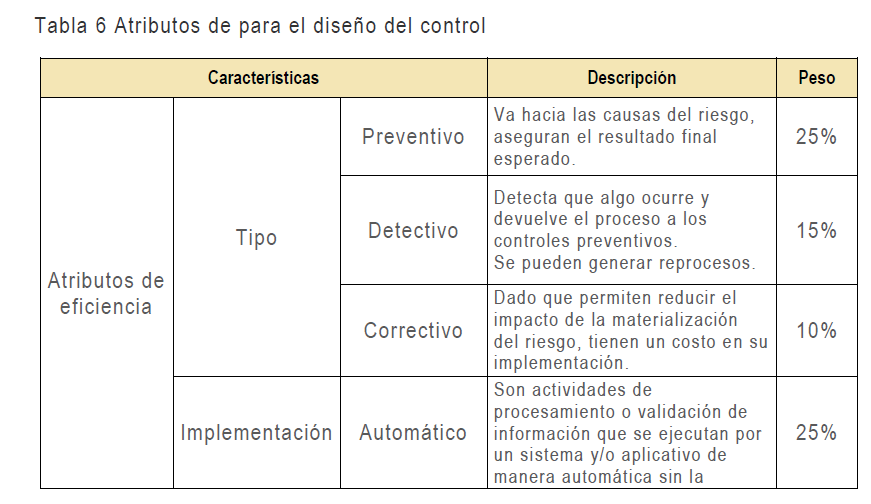 Tabla 6 Atributos de para el diseño del control
Características
Descripción
Peso
Atributos de
eficiencia
Tipo
Preventivo
Va hacia las causas del riesgo,
aseguran el resultado final
esperado.
25%
Detectivo
Detecta que algo ocurre y
devuelve el proceso a los
controles preventivos.
Se pueden generar reprocesos.
15%
Correctivo
Dado que permiten reducir el
impacto de la materialización
del riesgo, tienen un costo en su
implementación.
10%
Implementación
Automático
Son actividades de
procesamiento o validación de
información que se ejecutan por
un sistema y/o aplicativo de
manera automática sin la
25%